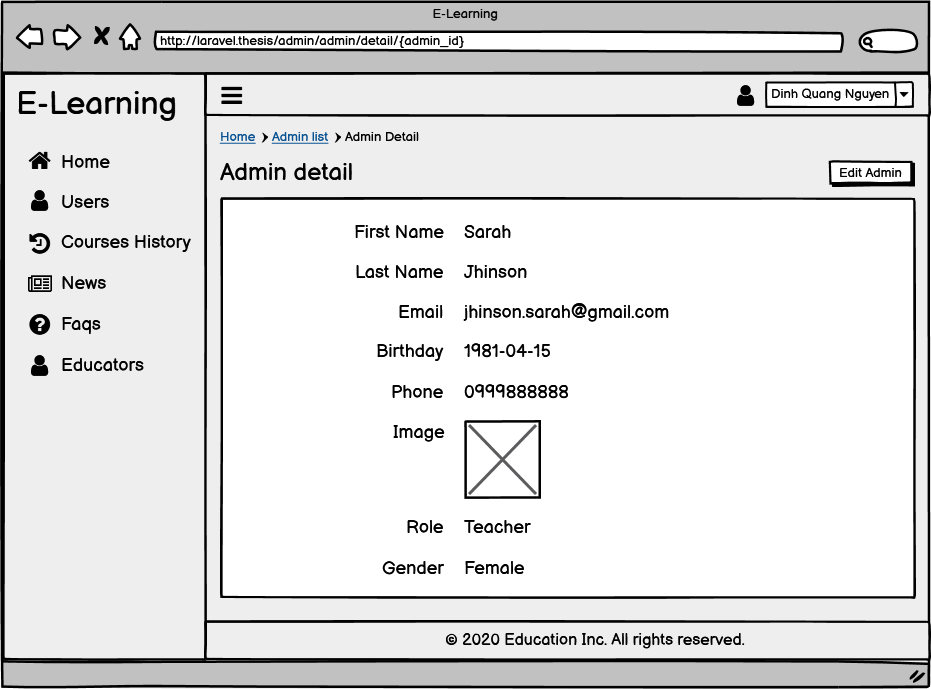 E-Learning
http://laravel.thesis/admin/admin/detail/{admin_id}
E-Learning
Dinh Quang Nguyen
Home
Users
Courses History
News
Faqs
Educators
Home Admin list Admin Detail
Admin detail
Edit Admin
First Name Sarah
Last Name Jhinson
Email jhinson.sarah@gmail.com
Birthday 1981-04-15
Phone 0999888888
Image
Role Teacher
Gender Female
© 2020 Education Inc. All rights reserved.